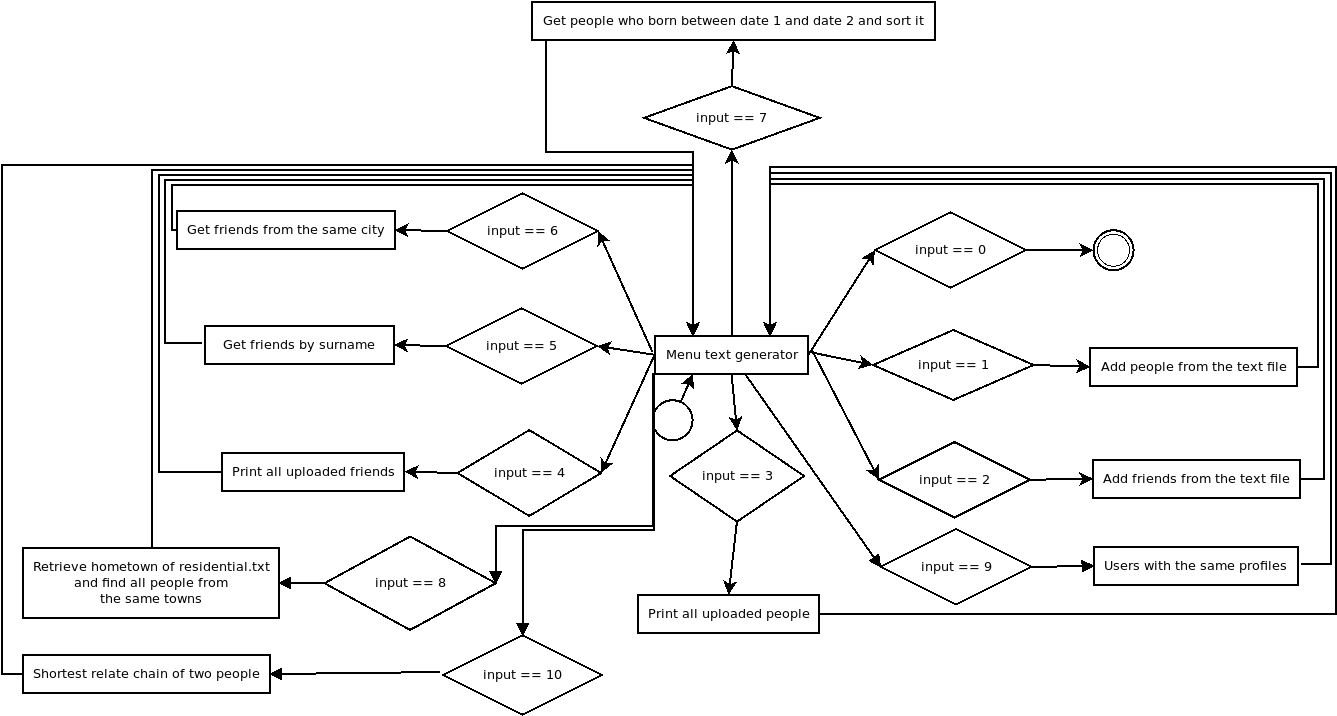 Get people who born between date 1 and date 2 and sort it
input == 7
Get friends from the same city
input == 6
input == 0
Get friends by surname
input == 5
Menu text generator
input == 1
Add people from the text file
Print all uploaded friends
input == 4
input == 3
input == 2
Add friends from the text file
Retrieve hometown of residential.txt
and find all people from
the same towns
input == 8
input == 9
Users with the same profiles
Print all uploaded people
Shortest relate chain of two people
input == 10